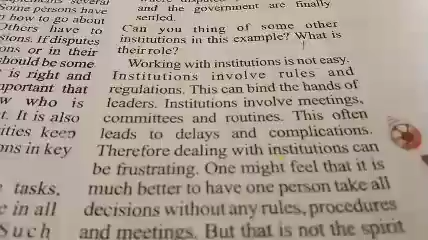 Some persons have
how to go about
Others have to
sions. If disputes
ons or in their
should be some
is right and
important that
w who is
t. It is also
ities keep
ons in key
tasks,
e in all
Such
and the government are finally
settled.
Can you thing of some other
institutions in this example? What is
their role?
Working with institutions is not easy.
Institutions involve rules and
regulations. This can bind the hands of
leaders. Institutions involve meetings,
committees and routines. This often
leads to delays and complications.
Therefore dealing with institutions can
be frustrating. One might feel that it is
much better to have one person take all
decisions without any rules, procedures
and meetings. But that is not the spirit